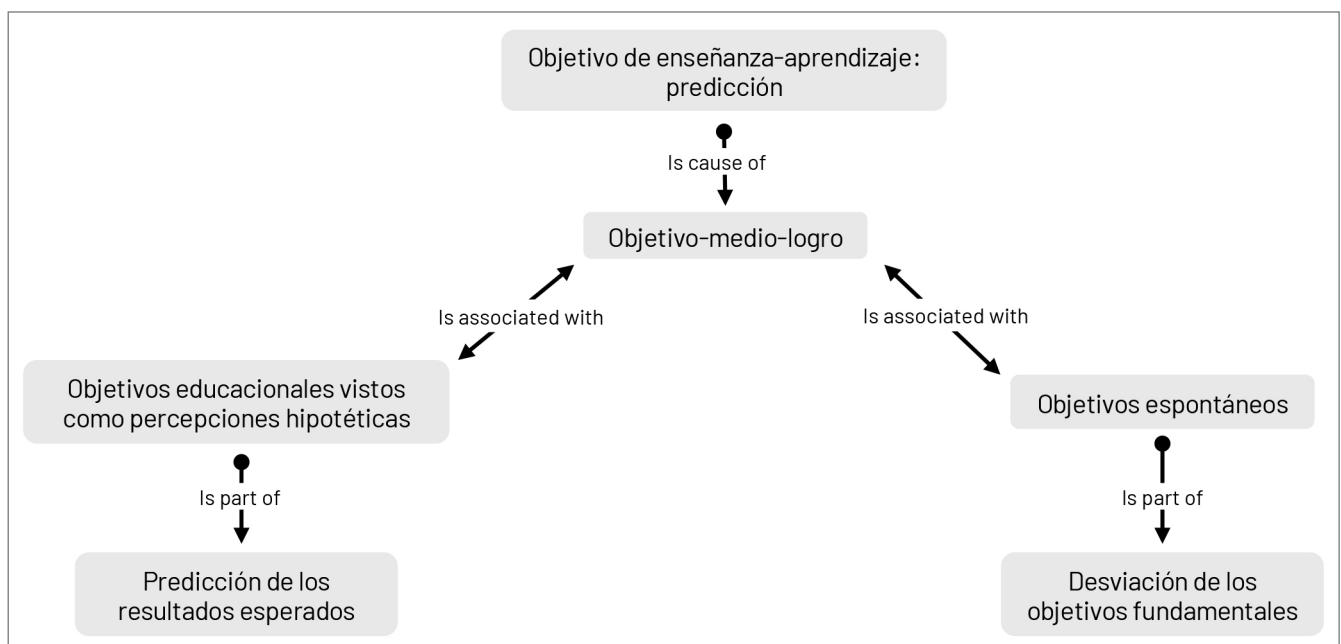 Objetivo de enseñanza-aprendizaje:
predicción
Is cause of
Objetivo-medio-logro
Is associated with
Is associated with
Objetivos educacionales vistos
como percepciones hipotéticas
Objetivos espontáneos
Is part of
Is part of
Predicción de los
resultados esperados
Desviación de los
objetivos fundamentales